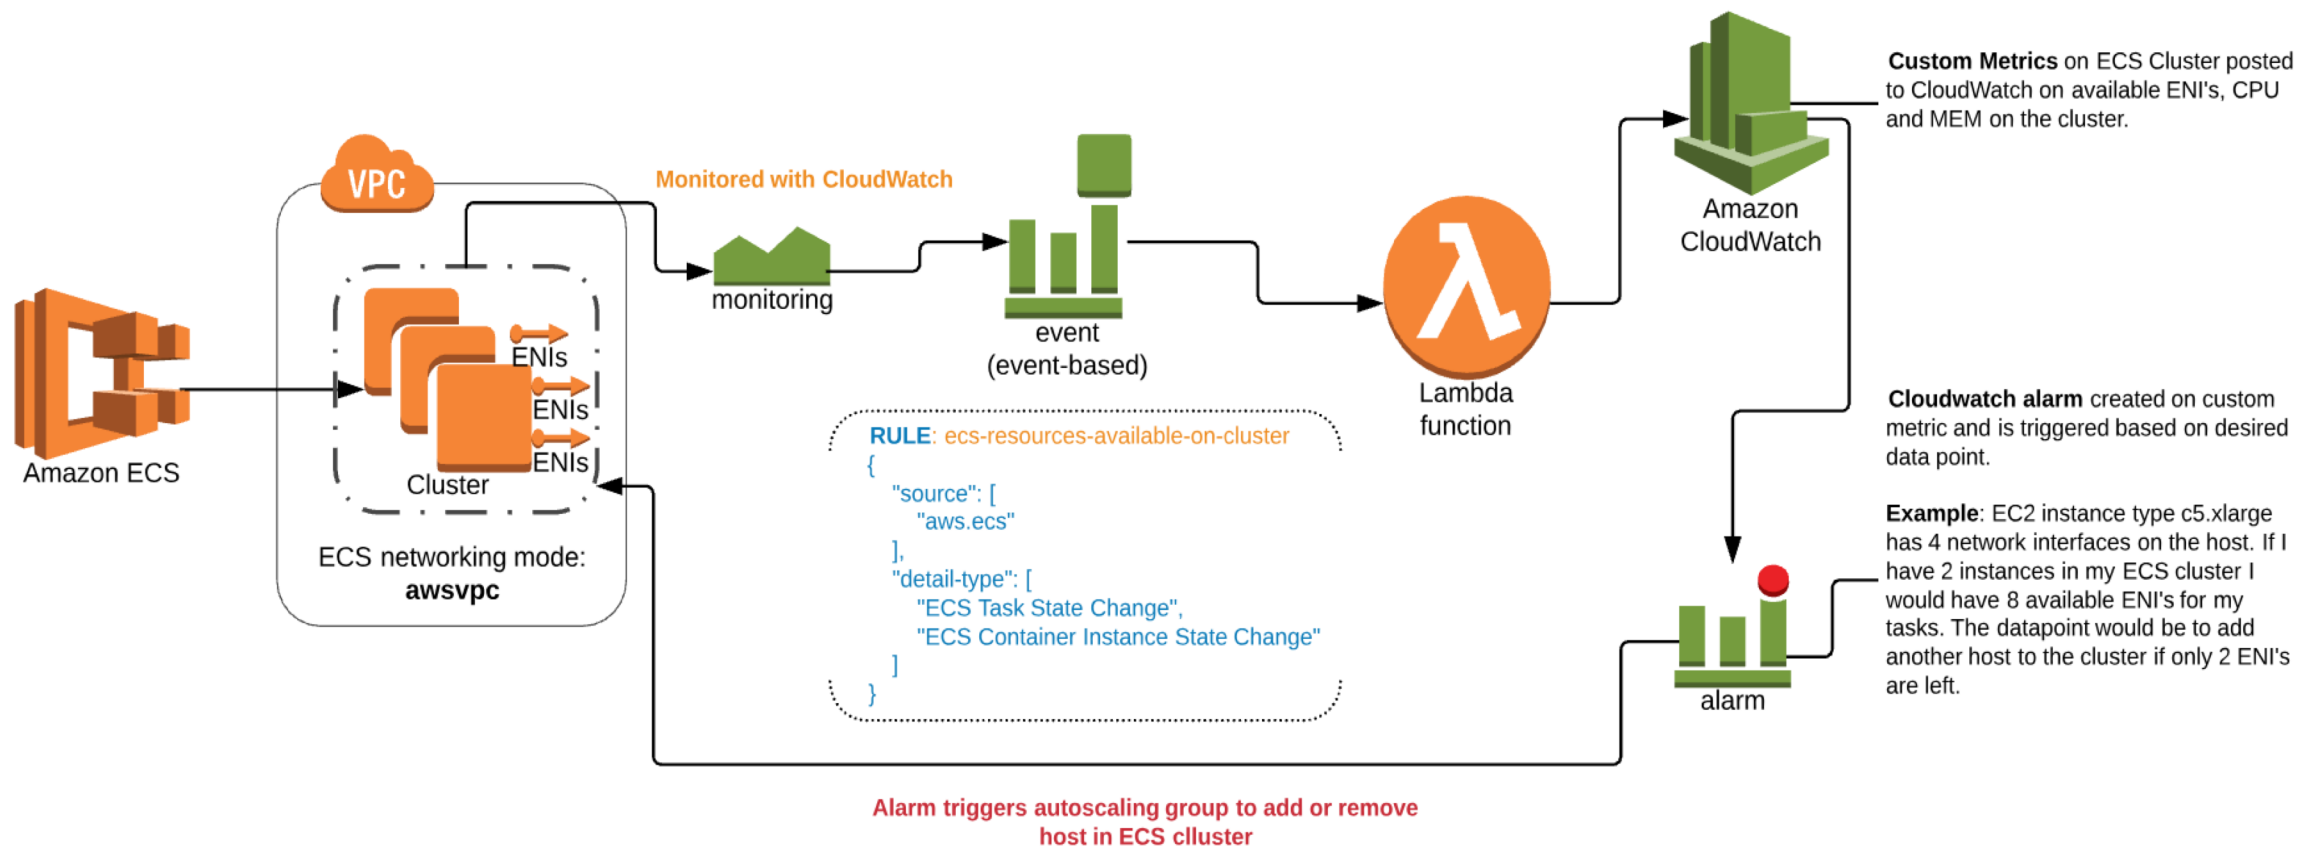 VPC
Amazon ECS
ENIs
ENIs
ENIs
Cluster
ECS networking mode:
awsvpc
Monitored with CloudWatch
monitoring
event
(event-based)
RULE: ecs-resources-available-on-cluster
{
"source": [
"aws.ecs"
],
"detail-type": [
"ECS Task State Change",
"ECS Container Instance State Change"
]
}
Lambda
function
Amazon
CloudWatch
Custom Metrics on ECS Cluster posted
to CloudWatch on available ENI's, CPU
and MEM on the cluster.
Cloudwatch alarm created on custom
metric and is triggered based on desired
data point.
Example: EC2 instance type c5.xlarge
has 4 network interfaces on the host. If I
have 2 instances in my ECS cluster I
would have 8 available ENI's for my
tasks. The datapoint would be to add
another host to the cluster if only 2 ENI's
are left.
alarm
Alarm triggers autoscaling group to add or remove
host in ECS clluster